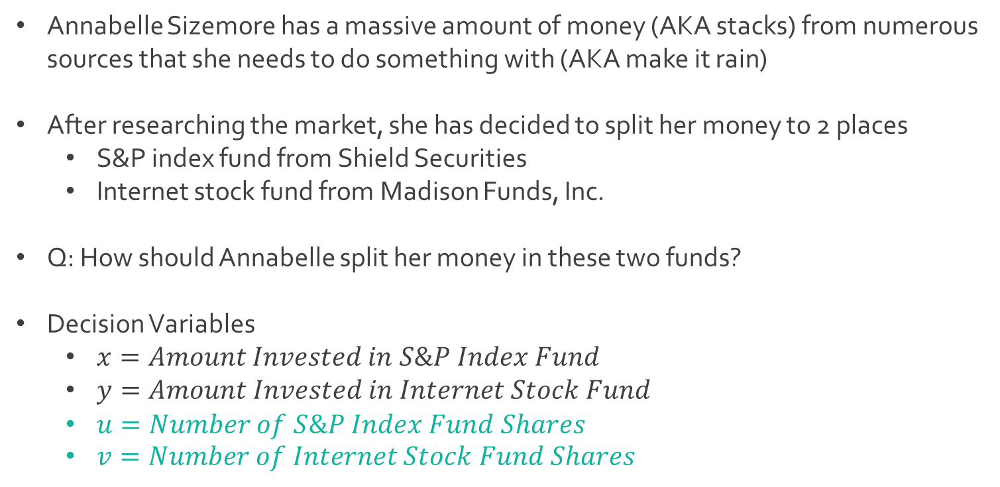 • Annabelle Sizemore has a massive amount of money (AKA stacks) from numerous
sources that she needs to do something with (AKA make it rain)
• After researching the market, she has decided to split her money to 2 places
• S&P index fund from Shield Securities
• Internet stock fund from Madison Funds, Inc.
• Q: How should Annabelle split her money in these two funds?
• Decision Variables
• x = Amount Invested in S&P Index Fund
• y = Amount Invested in Internet Stock Fund
• u = Number of S&P Index Fund Shares
• v = Number of Internet Stock Fund Shares